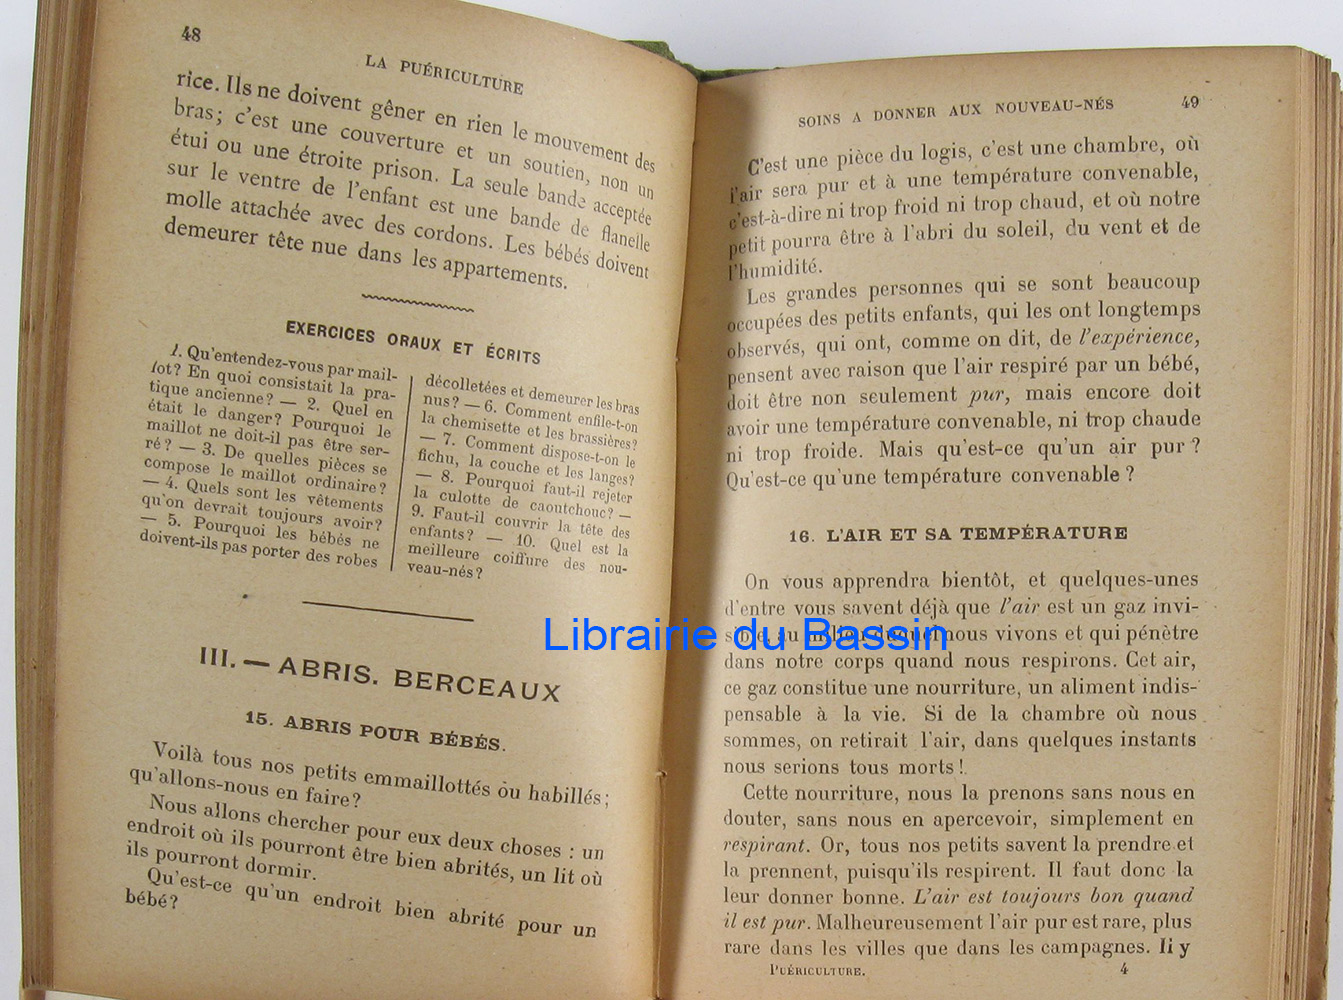 48
LA PUÉRICULTURE
rice. Ils ne doivent gêner en rien le mouvement des
bras; c'est une couverture et un soutien, non un
étui ou une étroite prison. La seule bande acceptée
sur le ventre de l'enfant est une bande de flanelle
molle attachée avec des cordons. Les bébés doivent
demeurer tête nue dans les appartements.
EXERCICES ORAUX ET ÉCRITS
1. Qu'entendez-vous par mail-
lot? En quoi consistait la pra-
tique ancienne? — 2. Quel en
était le danger? Pourquoi le
maillot ne doit-il pas être ser-
ré? — 3. De quelles pièces se
compose le maillot ordinaire?
— 4. Quels sont les vêtements
qu'on devrait toujours avoir?
— 5. Pourquoi les bébés ne
doivent-ils pas porter des robes
décolletées et demeurer les bras
nus? — 6. Comment enfile-t-on
la chemisette et les brassières?
— 7. Comment dispose-t-on le
fichu, la couche et les langes?
— 8. Pourquoi faut-il rejeter
la culotte de caoutchouc? —
9. Faut-il couvrir la tête des
enfants? — 10. Quel est la
meilleure coiffure des nou-
veau-nés?
III. — ABRIS. BERCEAUX
15. ABRIS POUR BÉBÉS.
Voilà tous nos petits emmaillottés ou habillés;
qu'allons-nous en faire?
Nous allons chercher pour eux deux choses : un
endroit où ils pourront être bien abrités, un lit où
ils pourront dormir.
Qu'est-ce qu'un endroit bien abrité pour un
bébé?
SOINS A DONNER AUX NOUVEAU-NÉS 49
C'est une pièce du logis, c'est une chambre, où
l'air sera pur et à une température convenable,
c'est-à-dire ni trop froid ni trop chaud, et où notre
petit pourra être à l'abri du soleil, du vent et de
l'humidité.
Les grandes personnes qui se sont beaucoup
occupées des petits enfants, qui les ont longtemps
observés, qui ont, comme on dit, de l'expérience,
pensent avec raison que l'air respiré par un bébé,
doit être non seulement pur, mais encore doit
avoir une température convenable, ni trop chaude
ni trop froide. Mais qu'est-ce qu'un air pur?
Qu'est-ce qu'une température convenable?
16. L'AIR ET SA TEMPÉRATURE
On vous apprendra bientôt, et quelques-unes
d'entre vous savent déjà que l'air est un gaz invi-
sible, au milieu duquel nous vivons et qui pénètre
dans notre corps quand nous respirons. Cet air,
ce gaz constitue une nourriture, un aliment indis-
pensable à la vie. Si de la chambre où nous
sommes, on retirait l'air, dans quelques instants
nous serions tous morts!
Cette nourriture, nous la prenons sans nous en
douter, sans nous en apercevoir, simplement en
respirant. Or, tous nos petits savent la prendre et
la prennent, puisqu'ils respirent. Il faut donc la
leur donner bonne. L'air est toujours bon quand
il est pur. Malheureusement l'air pur est rare, plus
rare dans les villes que dans les campagnes. Il y
PUÉRICULTURE. 4
Librairie du Bassin